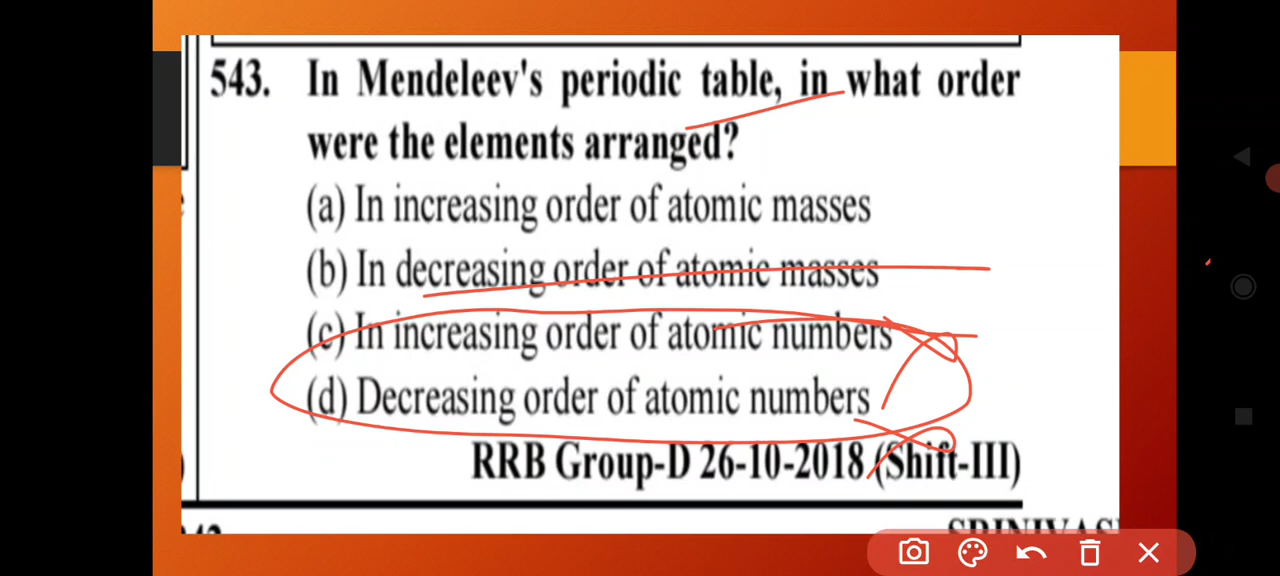 543. In Mendeleev's periodic table, in what order
were the elements arranged?
(a) In increasing order of atomic masses
(b) In decreasing order of atomic masses
(c) In increasing order of atomic numbers
(d) Decreasing order of atomic numbers
RRB Group-D 26-10-2018 (Shift-III)